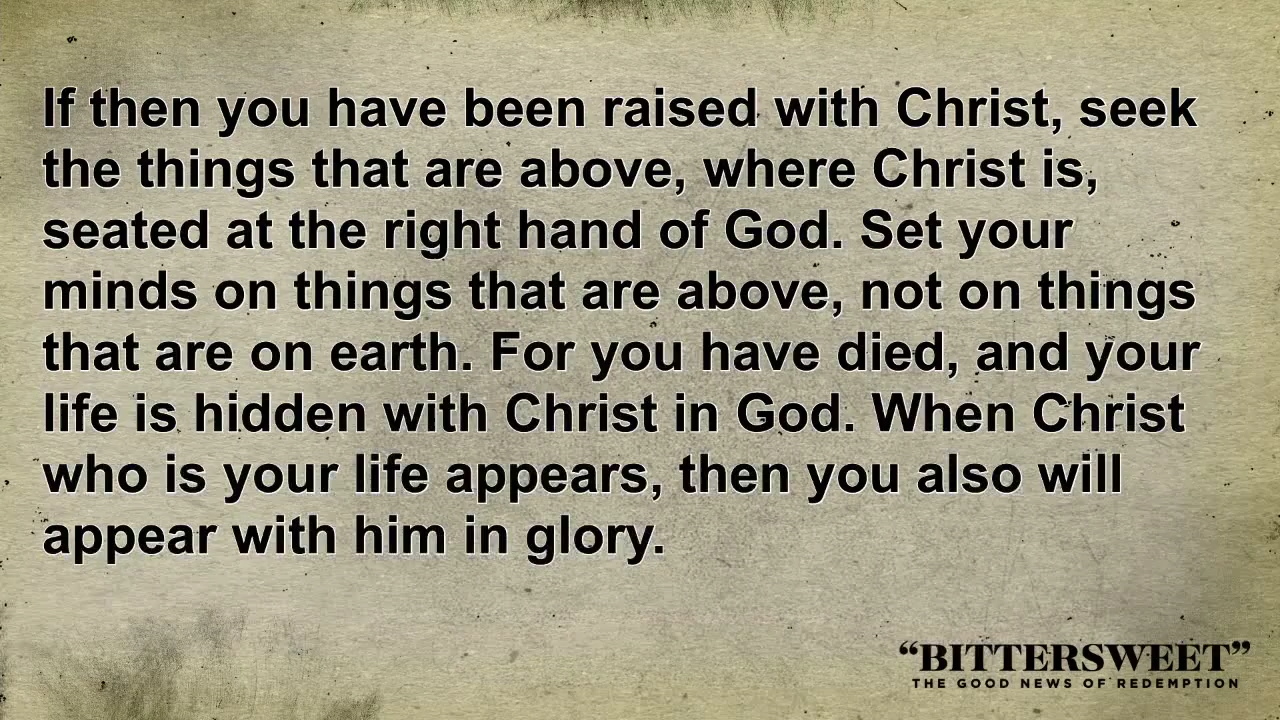 If then you have been raised with Christ, seek
the things that are above, where Christ is,
seated at the right hand of God. Set your
minds on things that are above, not on things
that are on earth. For you have died, and your
life is hidden with Christ in God. When Christ
who is your life appears, then you also will
appear with him in glory.
“BITTERSWEET”
THE GOOD NEWS OF REDEMPTION